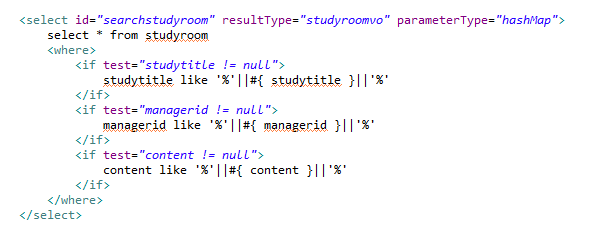 <select id="searchstudyroom" resultType="studyroomvo" parameterType="hashMap">
    select * from studyroom
    <where>
        <if test="studytitle != null">
            studytitle like '%'||#{ studytitle }||'%'
        </if>
        <if test="managerid != null">
            managerid like '%'||#{ managerid }||'%'
        </if>
        <if test="content != null">
            content like '%'||#{ content }||'%'
        </if>
    </where>
</select>